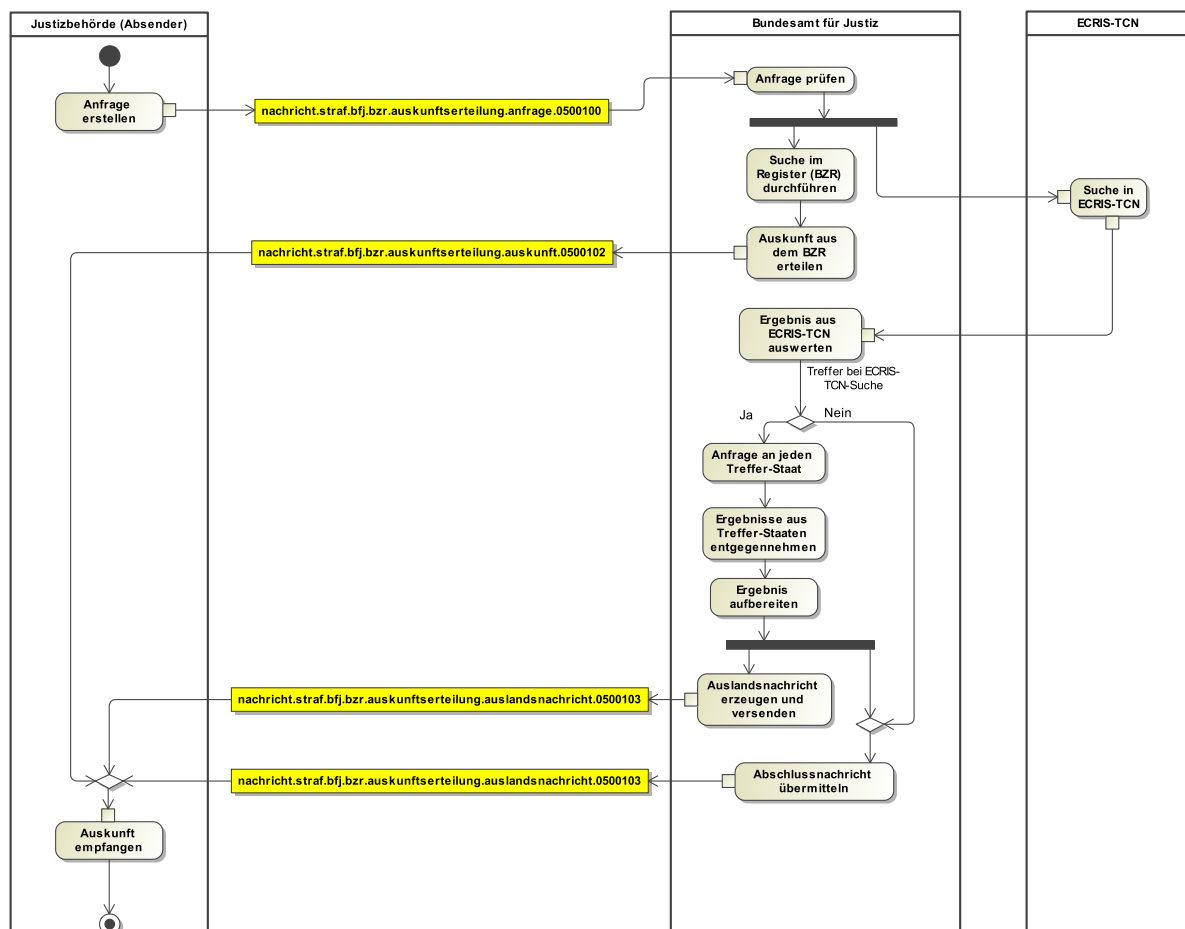 Justizbehörde (Absender)
Bundesamt für Justiz
ECRIS-TCN
Anfrage
erstellen
nachricht.straf.bfj.bzr.auskunftserteilung.anfrage.0500100
Anfrage prüfen
Suche im
Register (BZR)
durchführen
Suche in
ECRIS-TCN
nachricht.straf.bfj.bzr.auskunftserteilung.auskunft.0500102
Auskunft aus
dem BZR
erteilen
Ergebnis aus
ECRIS-TCN
auswerten
Treffer bei ECRIS-
TCN-Suche
Ja
Nein
Anfrage an jeden
Treffer-Staat
Ergebnisse aus
Treffer-Staaten
entgegennehmen
Ergebnis
aufbereiten
nachricht.straf.bfj.bzr.auskunftserteilung.auslandsnachricht.0500103
Auslandsnachricht
erzeugen und
versenden
nachricht.straf.bfj.bzr.auskunftserteilung.auslandsnachricht.0500103
Abschlussnachricht
übermitteln
Auskunft
empfangen